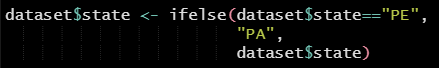 dataset$state <- ifelse(dataset$state=="PE",
"PA",
dataset$state)